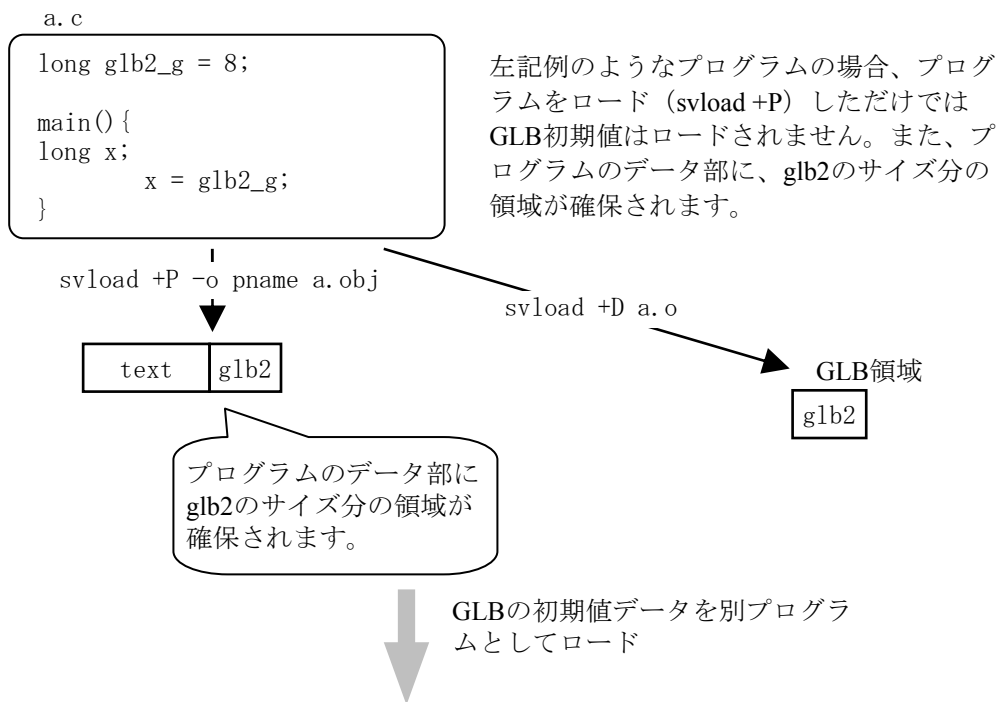 a.c
long glb2_g = 8;
main(){
long x;
x = glb2_g;
}
左記例のようなプログラムの場合、プログ
ラムをロード（svload +P）しただけでは
GLB初期値はロードされません。また、プ
ログラムのデータ部に、glb2のサイズ分の
領域が確保されます。
svload +P -o pname a.obj
svload +D a.o
text
glb2
GLB領域
glb2
プログラムのデータ部に
glb2のサイズ分の領域が
確保されます。
GLBの初期値データを別プログラ
ムとしてロード